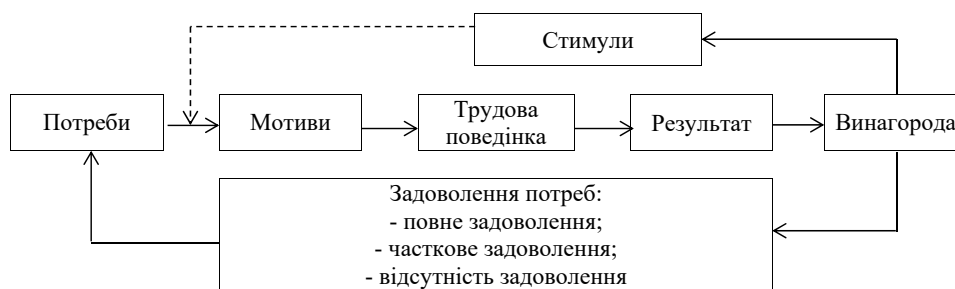 Стимули
Потреби
Мотиви
Трудова
поведінка
Результат
Винагорода
Задоволення потреб:
- повне задоволення;
- часткове задоволення;
- відсутність задоволення